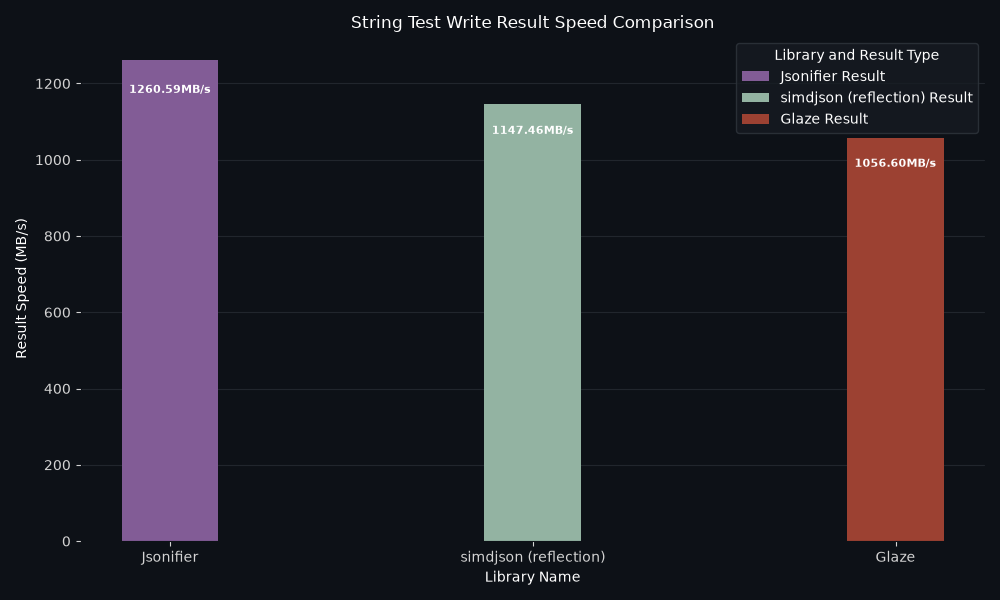 String Test Write Result Speed Comparison
Library and Result Type
Jsonifier Result
simdjson (reflection) Result
Glaze Result
1260.59MB/s
1147.46MB/s
1056.60MB/s
Result Speed (MB/s)
1200
1000
800
600
400
200
0
Jsonifier
simdjson (reflection)
Glaze
Library Name